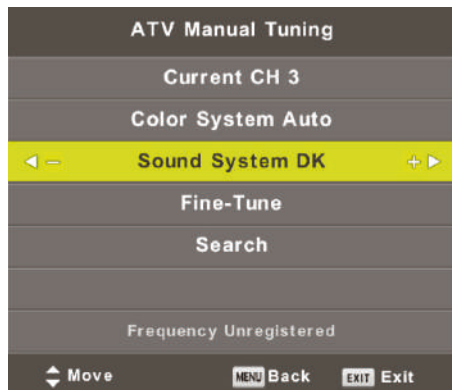 ATV Manual Tuning
Current CH 3
Color System Auto
− Sound System DK +
Fine-Tune
Search
Frequency Unregistered
Move MENU Back EXIT Exit